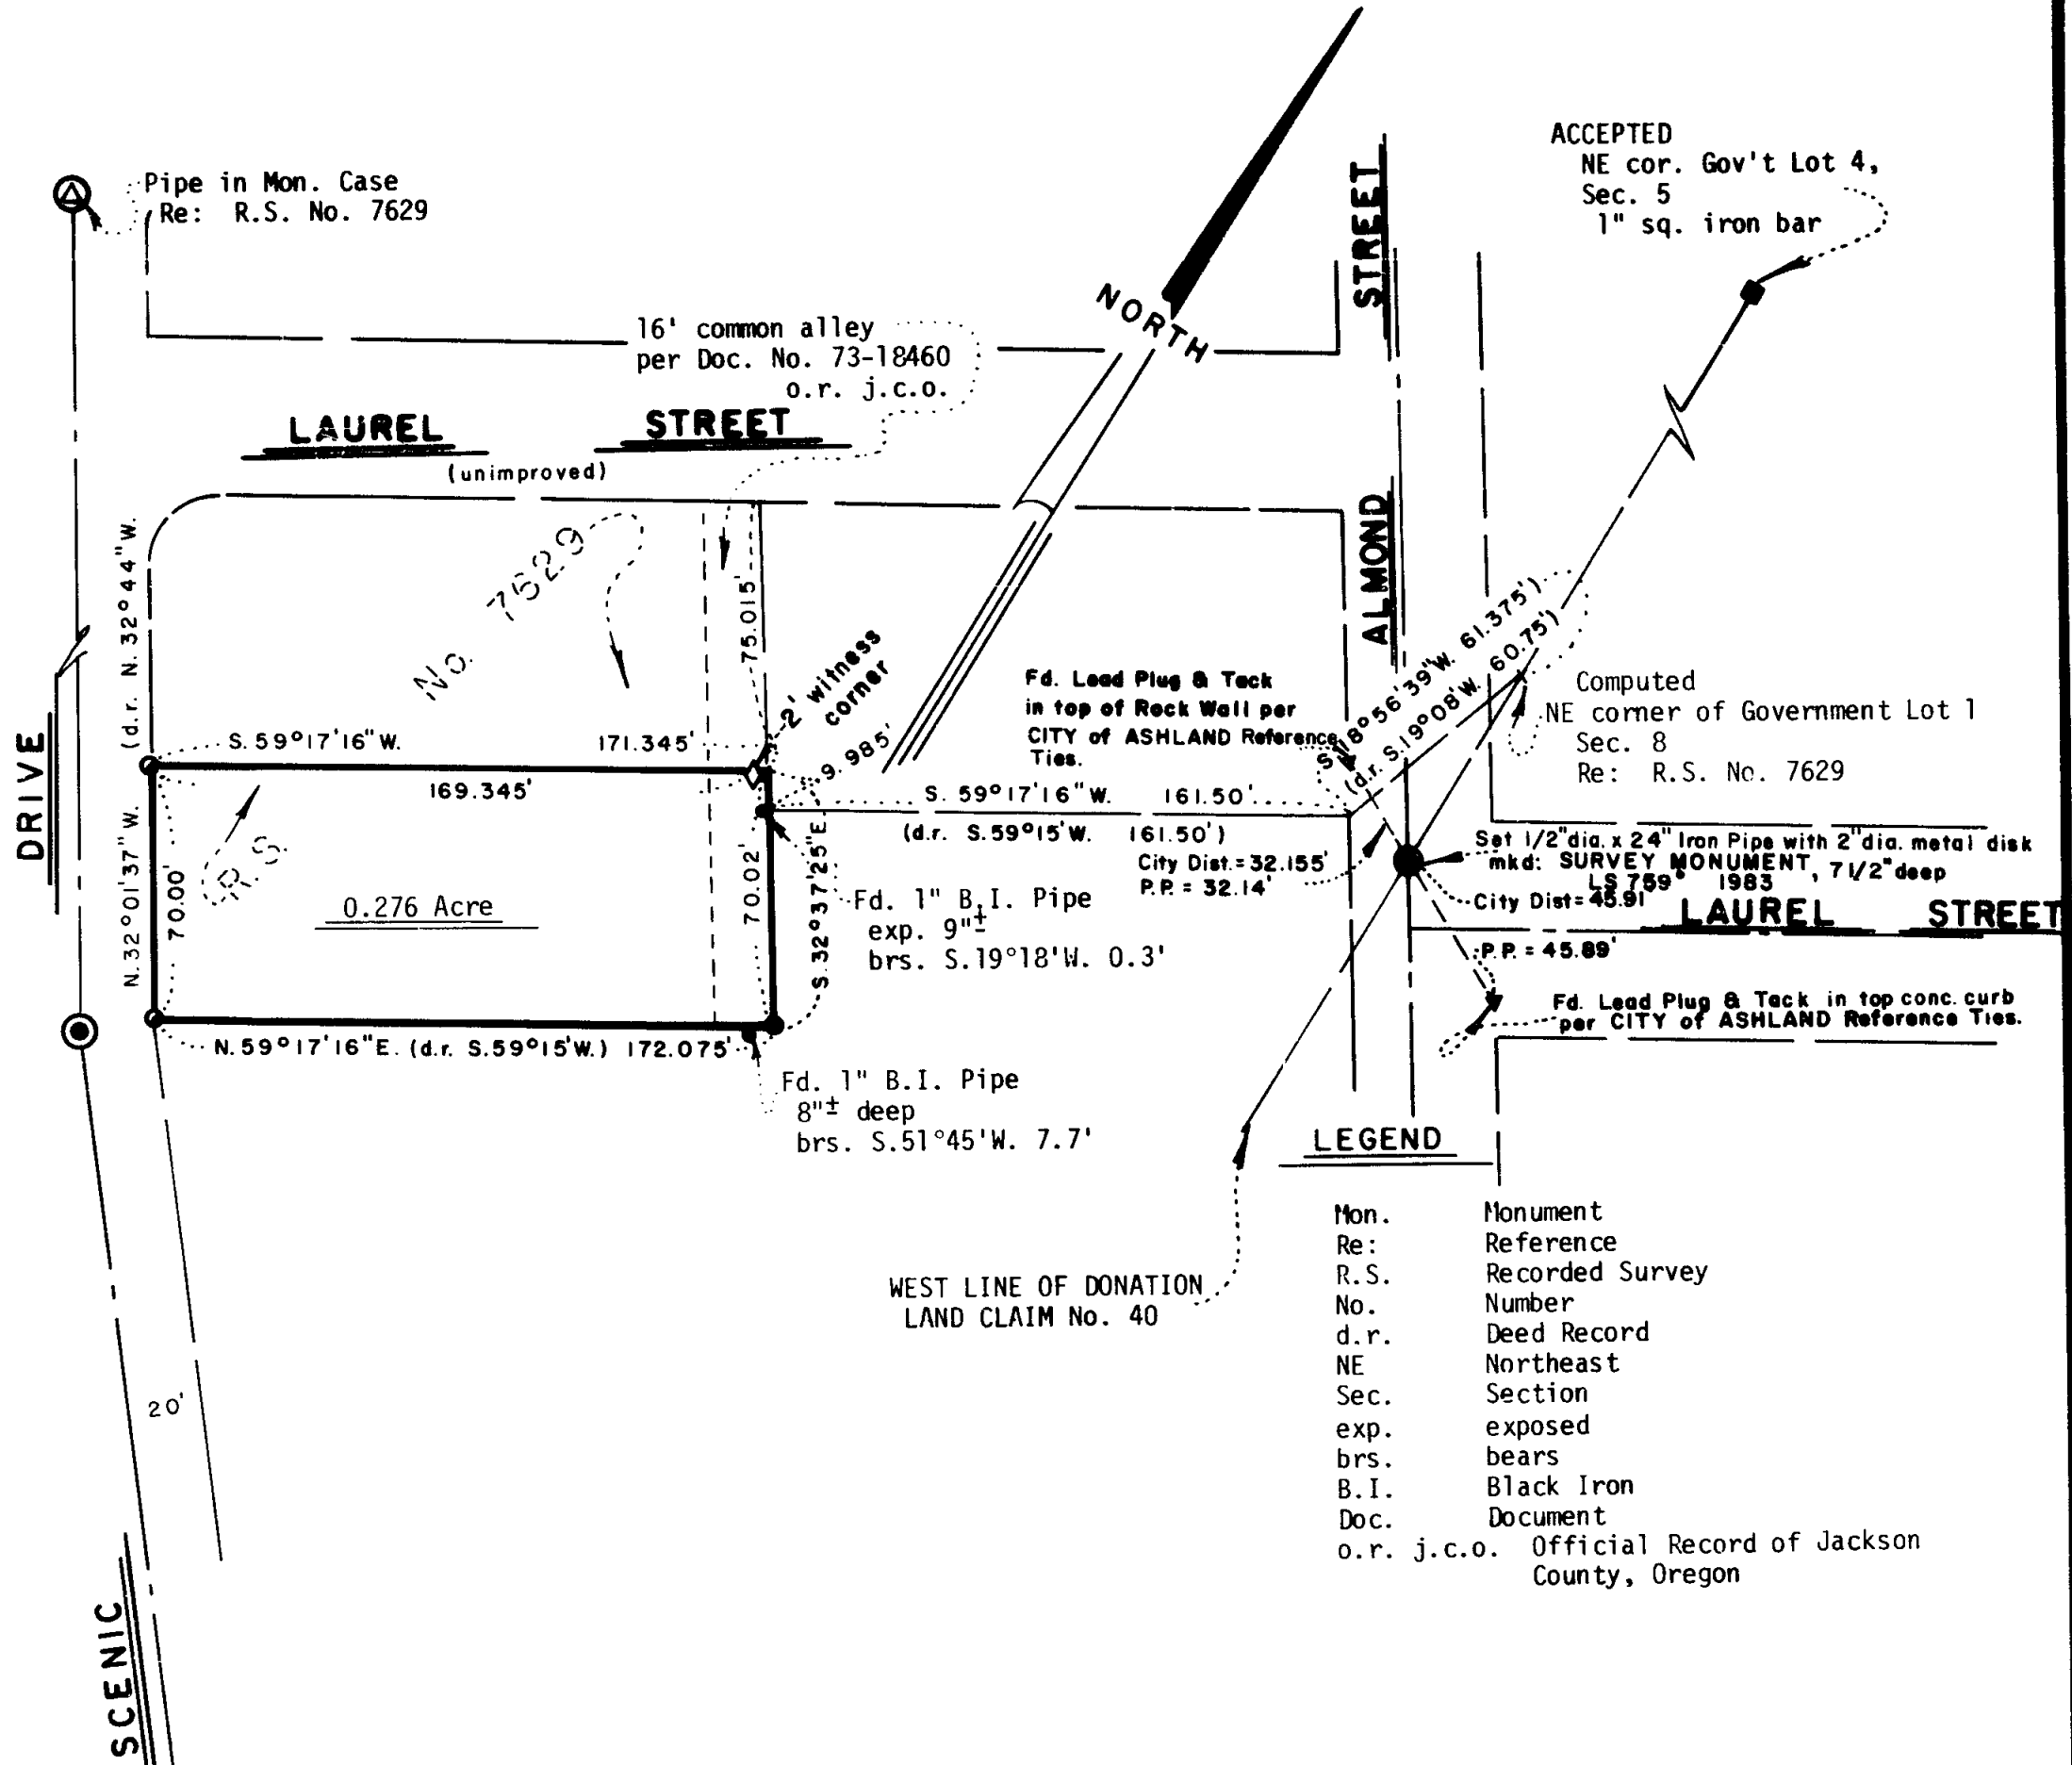 Pipe in Mon. Case
Re: R.S. No. 7629
ACCEPTED
NE cor. Gov't Lot 4,
Sec. 5
1" sq. iron bar
NORTH
16' common alley
per Doc. No. 73-18460
o.r. j.c.o.
LAUREL STREET
(unimproved)
ALMOND STREET
(d.r. N.32°44"W.
R.S. No. 7629
75.015'
2' witness
corner
9.985'
Fd. Lead Plug & Tack
in top of Rock Wall per
CITY of ASHLAND Reference
Ties.
S.18°56'39"W. 61.375')
(d.r. S.19°08'W. 60.75')
Computed
NE corner of Government Lot 1
Sec. 8
Re: R.S. No. 7629
S.59°17'16"W. 171.345'
169.345'
S. 59°17'16"W. 161.50'
(d.r. S.59°15'W. 161.50')
City Dist.=32.155'
P.P. = 32.14'
Set 1/2"dia. x 24" Iron Pipe with 2"dia. metal disk
mkd: SURVEY MONUMENT, 7 1/2" deep
LS 759 1983
City Dist=45.91'
LAUREL STREET
P.P. = 45.89'
Fd. Lead Plug & Tack in top conc. curb
per CITY of ASHLAND Reference Ties.
DRIVE
N.32°01'37"W.
70.00'
0.276 Acre
70.02'
S.32°37'25"E.
Fd. 1" B.I. Pipe
exp. 9"±
brs. S.19°18'W. 0.3'
N.59°17'16"E. (d.r. S.59°15'W.) 172.075'
Fd. 1" B.I. Pipe
8"± deep
brs. S.51°45'W. 7.7'
WEST LINE OF DONATION
LAND CLAIM No. 40
20'
SCENIC
LEGEND
Mon. Monument
Re: Reference
R.S. Recorded Survey
No. Number
d.r. Deed Record
NE Northeast
Sec. Section
exp. exposed
brs. bears
B.I. Black Iron
Doc. Document
o.r. j.c.o. Official Record of Jackson
County, Oregon